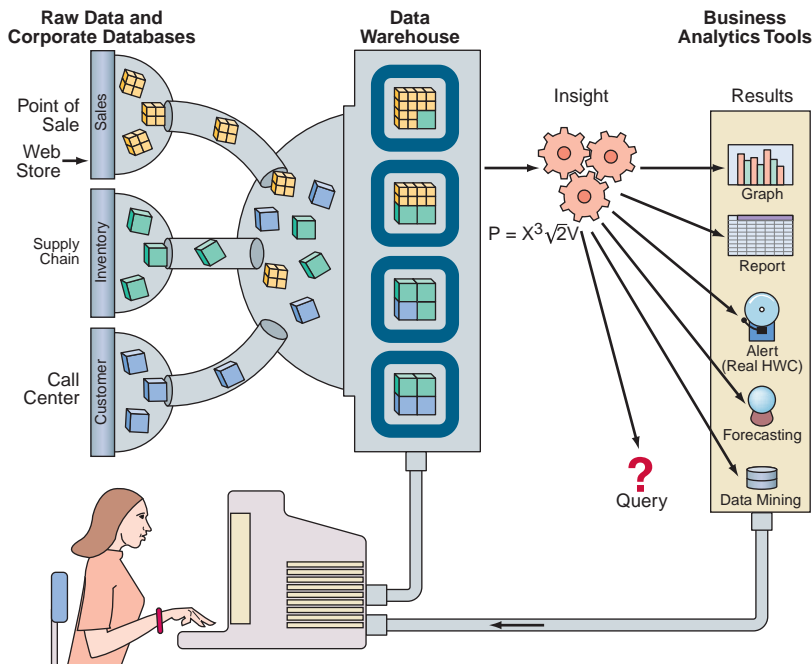 Raw Data and
Corporate Databases
Data
Warehouse
Business
Analytics Tools
Point of
Sale
Web
Store
Sales
Supply
Chain
Inventory
Call
Center
Customer
Insight
P = X³√2V
Results
Graph
Report
Alert
(Real HWC)
Forecasting
Data Mining
?
Query